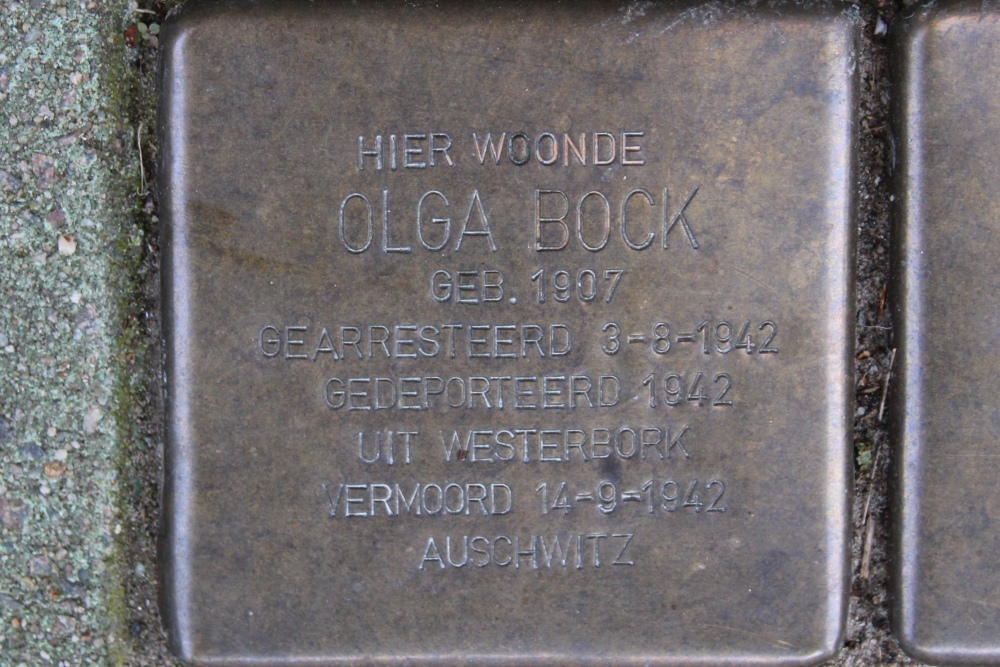 HIER WOONDE
OLGA BOCK
GEB. 1907
GEARRESTEERD 3-8-1942
GEDEPORTEERD 1942
UIT WESTERBORK
VERMOORD 14-9-1942
AUSCHWITZ